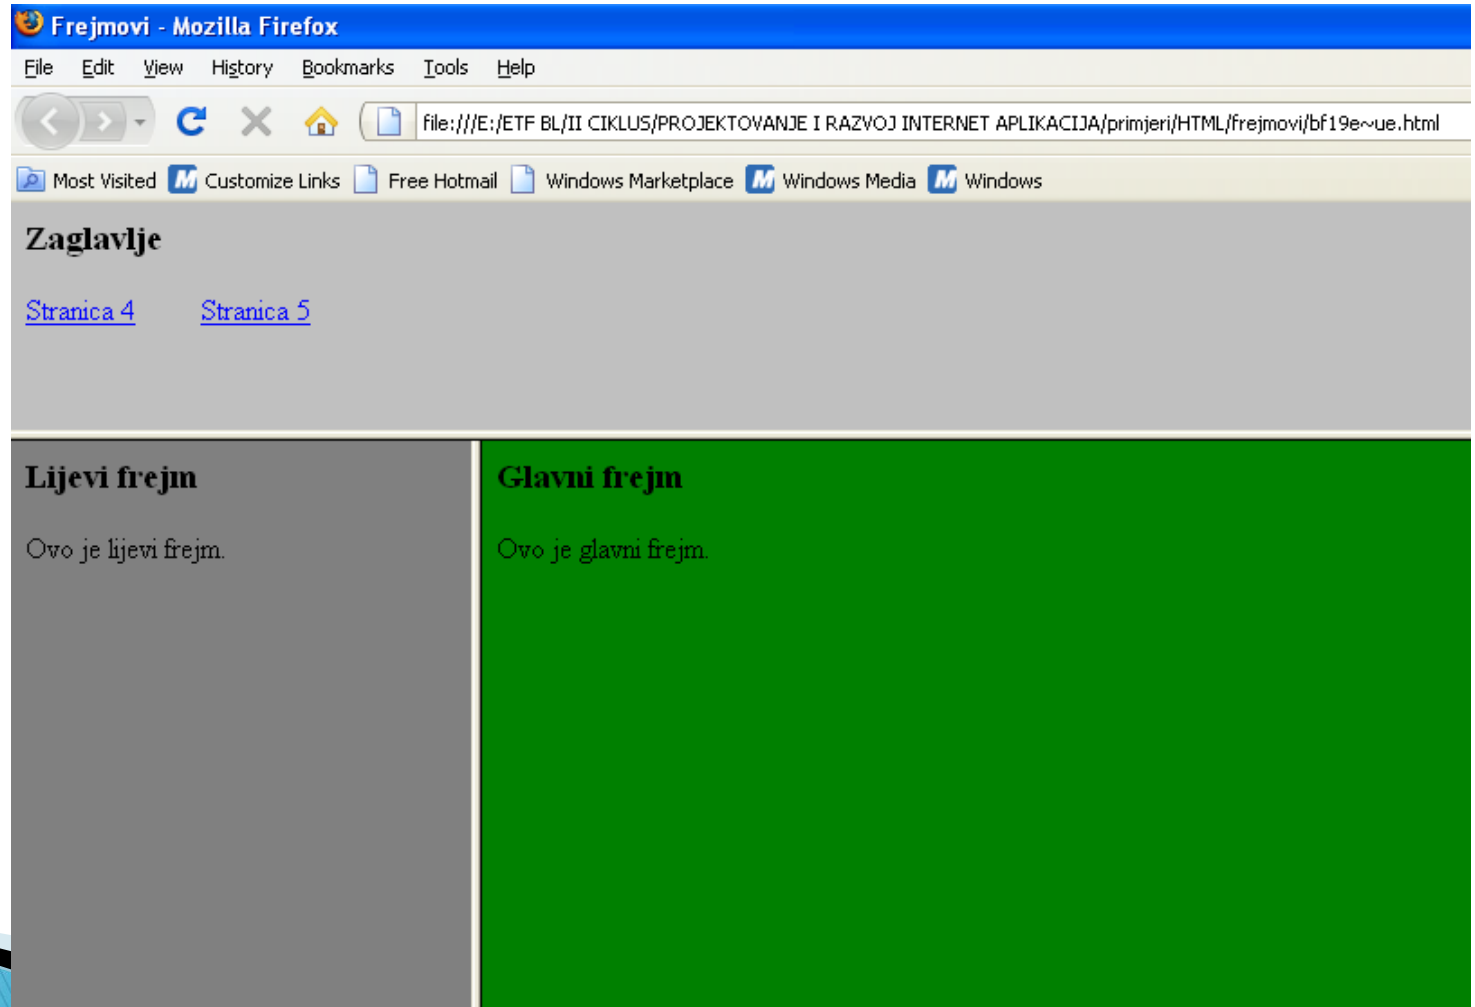 Frejmovi - Mozilla Firefox
File Edit View History Bookmarks Tools Help
file:///E:/ETF BL/II CIKLUS/PROJEKTOVANJE I RAZVOJ INTERNET APLIKACIJA/primjeri/HTML/frejmovi/bf19e~ue.html
Most Visited Customize Links Free Hotmail Windows Marketplace Windows Media Windows
Zaglavlje
Stranica 4 Stranica 5
Lijevi frejm
Ovo je lijevi frejm.
Glavni frejm
Ovo je glavni frejm.